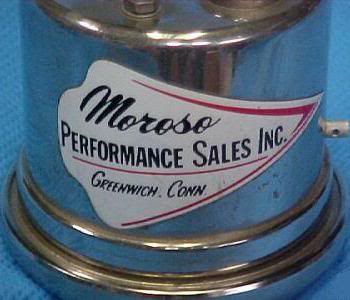 Moroso
PERFORMANCE SALES INC.
GREENWICH. CONN.